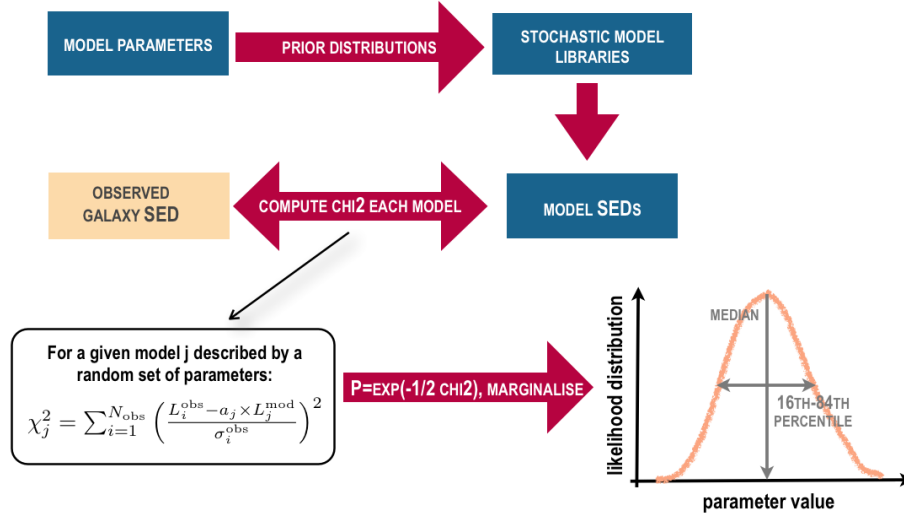 MODEL PARAMETERS
PRIOR DISTRIBUTIONS
STOCHASTIC MODEL
LIBRARIES
OBSERVED
GALAXY SED
COMPUTE CHI2 EACH MODEL
MODEL SEDS
For a given model j described by a
random set of parameters:
χ_j^2 = ∑_{i=1}^{N_obs} ( (L_i^obs − a_j × L_j^mod) / σ_i^obs )^2
P=EXP(-1/2 CHI2), MARGINALISE
likelihood distribution
MEDIAN
16TH-84TH
PERCENTILE
parameter value